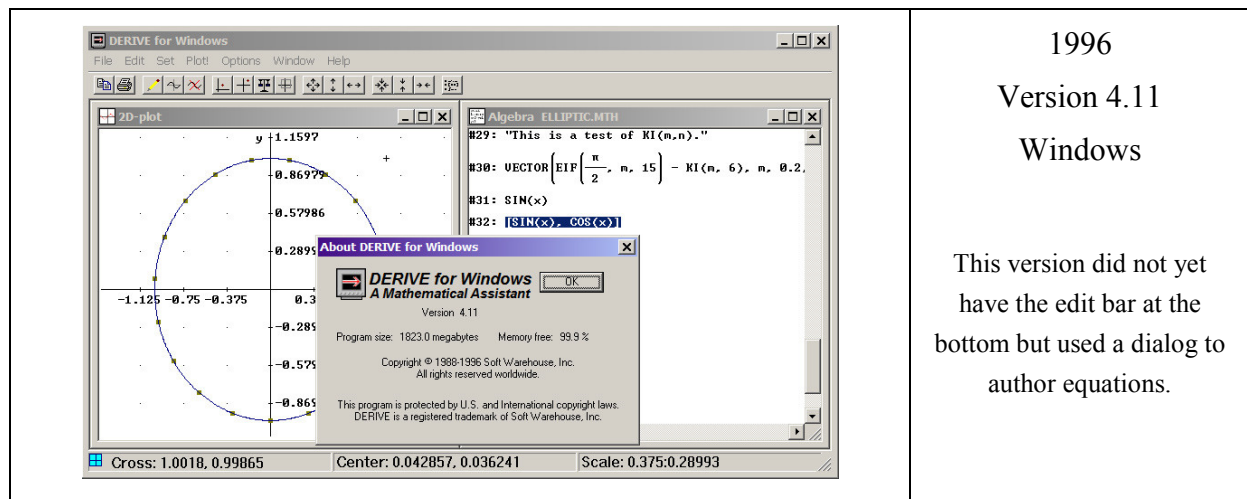 DERIVE for Windows
File Edit Set Plot! Options Window Help
2D-plot
y 1.1597
0.86979
0.57986
0.2899
-1.125 -0.75 -0.375 0.3
-0.289
-0.579
-0.869
Algebra ELLIPTIC.MTH
#29: "This is a test of KI(m,n)."
#30: VECTOR(EIF(π/2, m, 15) - KI(m, 6), m, 0.2,
#31: SIN(x)
#32: [SIN(x), COS(x)]
About DERIVE for Windows
DERIVE for Windows
A Mathematical Assistant
OK
Version 4.11
Program size: 1823.0 megabytes Memory free: 99.9 %
Copyright © 1988-1996 Soft Warehouse, Inc.
All rights reserved worldwide.
This program is protected by U.S. and International copyright laws.
DERIVE is a registered trademark of Soft Warehouse, Inc.
Cross: 1.0018, 0.99865 Center: 0.042857, 0.036241 Scale: 0.375:0.28993
1996
Version 4.11
Windows
This version did not yet
have the edit bar at the
bottom but used a dialog to
author equations.